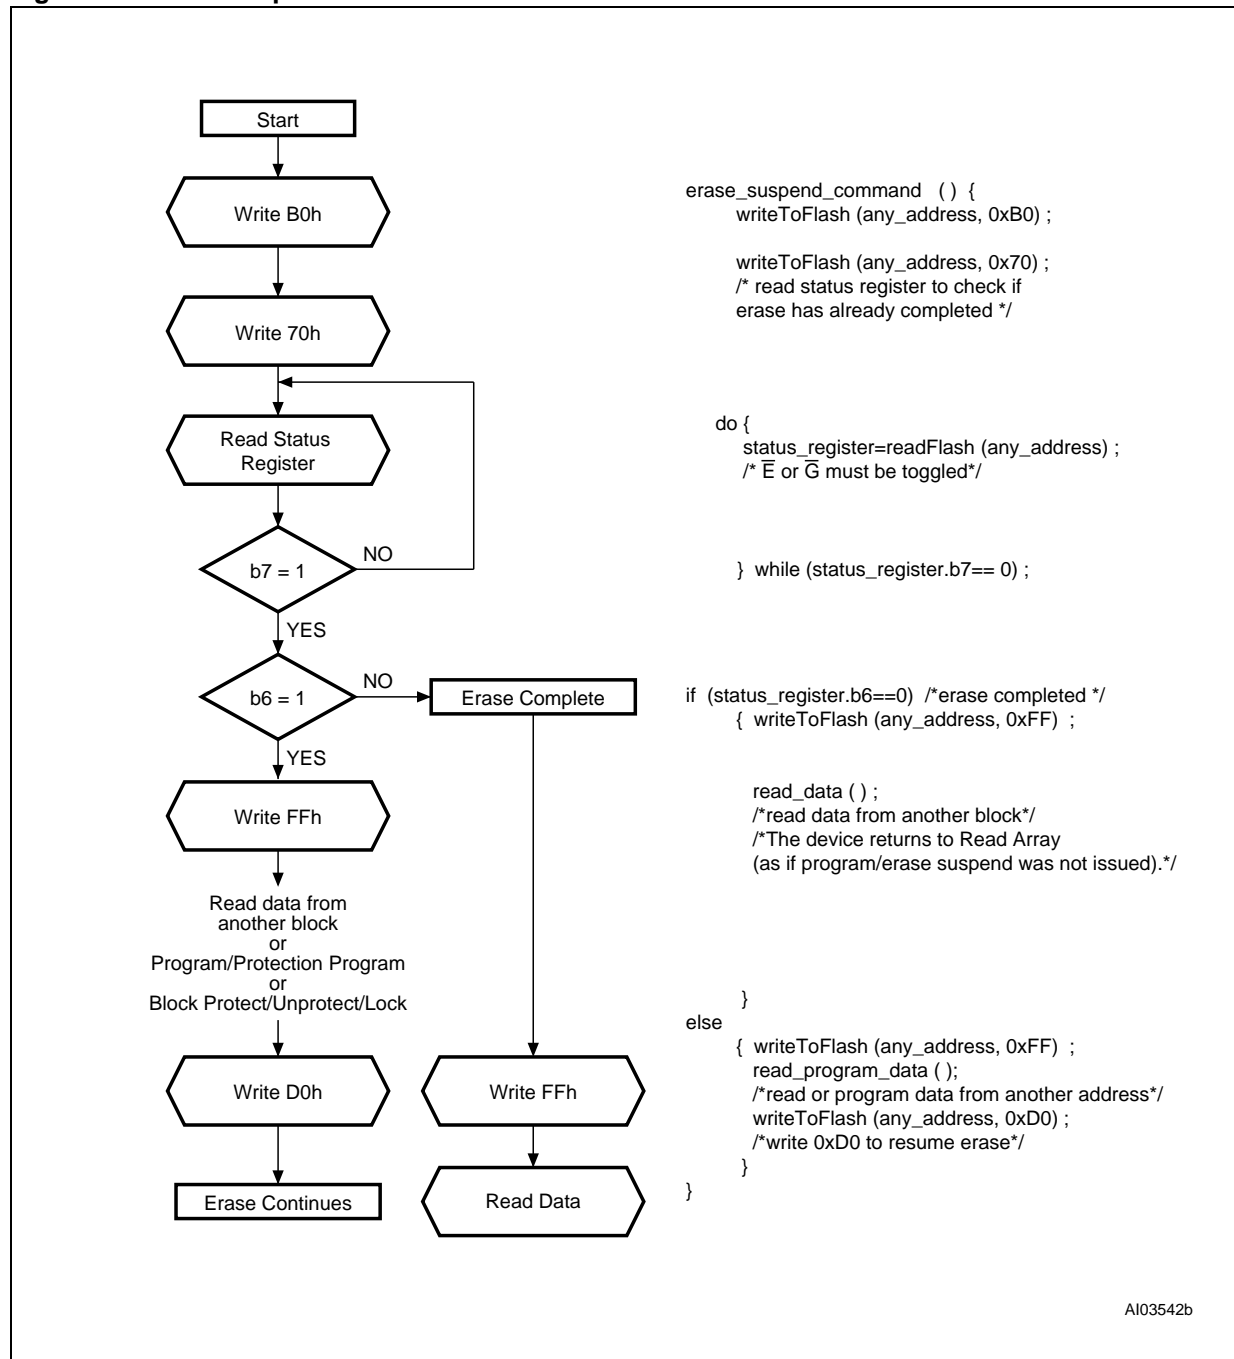 Start
Write B0h
Write 70h
Read Status
Register
b7 = 1
NO
YES
b6 = 1
NO
Erase Complete
YES
Write FFh
Read data from
another block
or
Program/Protection Program
or
Block Protect/Unprotect/Lock
Write D0h
Write FFh
Erase Continues
Read Data
erase_suspend_command ( ) {
writeToFlash (any_address, 0xB0) ;
writeToFlash (any_address, 0x70) ;
/* read status register to check if
erase has already completed */
do {
status_register=readFlash (any_address) ;
/* E̅ or G̅ must be toggled*/
} while (status_register.b7== 0) ;
if (status_register.b6==0) /*erase completed */
{ writeToFlash (any_address, 0xFF) ;
read_data ( ) ;
/*read data from another block*/
/*The device returns to Read Array
(as if program/erase suspend was not issued).*/
}
else
{ writeToFlash (any_address, 0xFF) ;
read_program_data ( );
/*read or program data from another address*/
writeToFlash (any_address, 0xD0) ;
/*write 0xD0 to resume erase*/
}
}
AI03542b